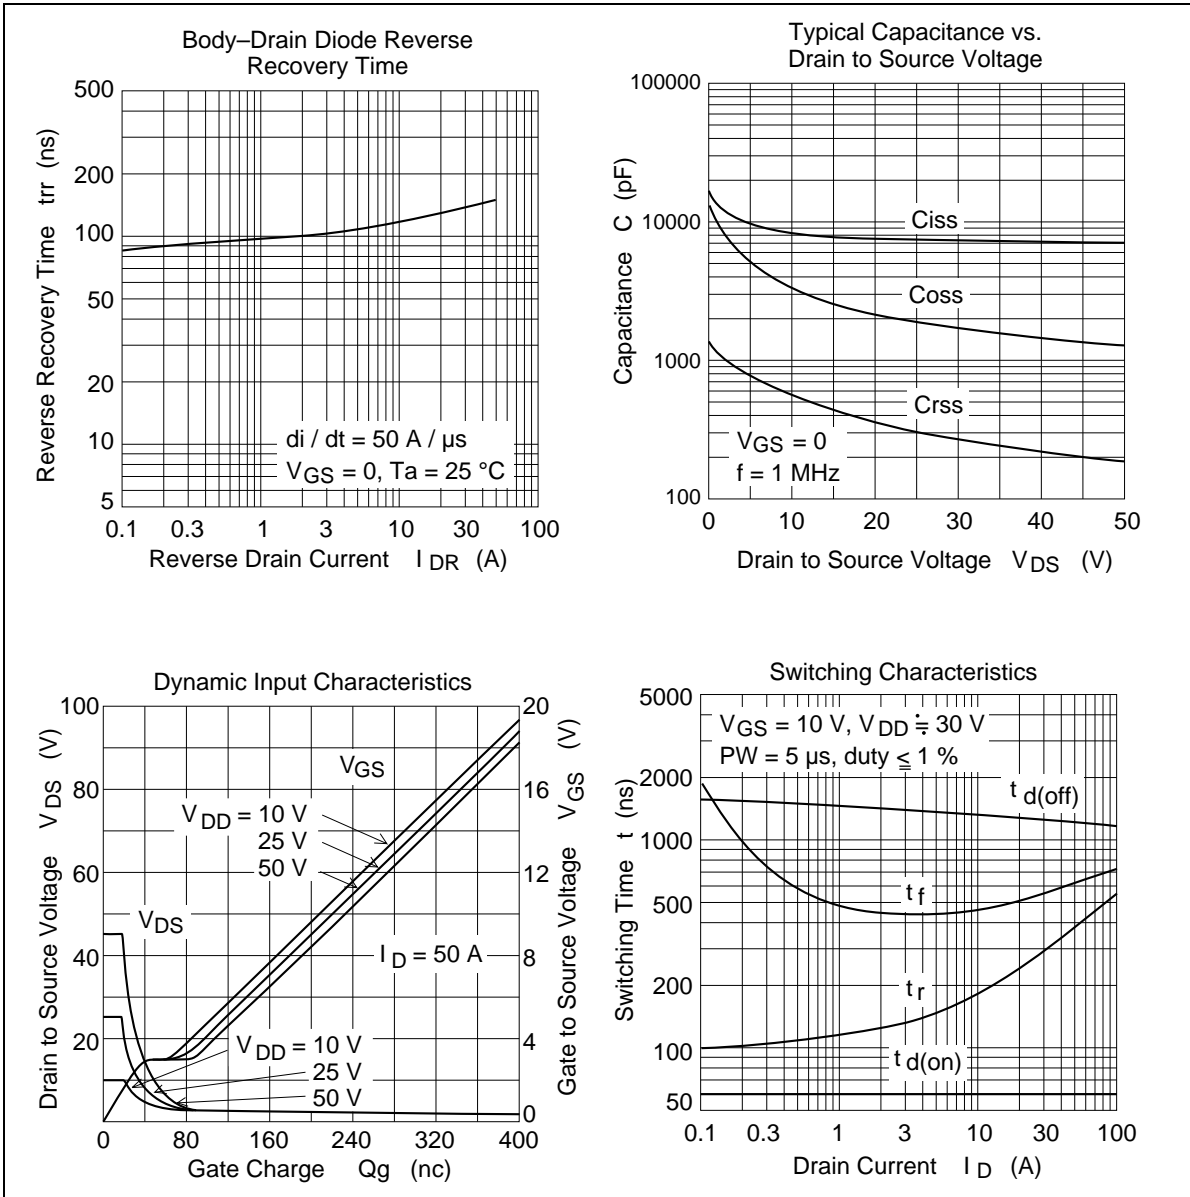 Body–Drain Diode Reverse
Recovery Time
500
200
100
50
20
10
5
Reverse Recovery Time trr (ns)
di / dt = 50 A / µs
VGS = 0, Ta = 25 °C
0.1 0.3 1 3 10 30 100
Reverse Drain Current I DR (A)
Typical Capacitance vs.
Drain to Source Voltage
100000
10000
1000
100
Capacitance C (pF)
Ciss
Coss
Crss
VGS = 0
f = 1 MHz
0 10 20 30 40 50
Drain to Source Voltage VDS (V)
Dynamic Input Characteristics
100
80
60
40
20
Drain to Source Voltage VDS (V)
20
16
12
8
4
0
Gate to Source Voltage VGS (V)
VGS
VDD = 10 V
25 V
50 V
VDS
I D = 50 A
VDD = 10 V
25 V
50 V
0 80 160 240 320 400
Gate Charge Qg (nc)
Switching Characteristics
5000
2000
1000
500
200
100
50
Switching Time t (ns)
VGS = 10 V, VDD ≒ 30 V
PW = 5 µs, duty ≦ 1 %
t d(off)
t f
t r
t d(on)
0.1 0.3 1 3 10 30 100
Drain Current I D (A)